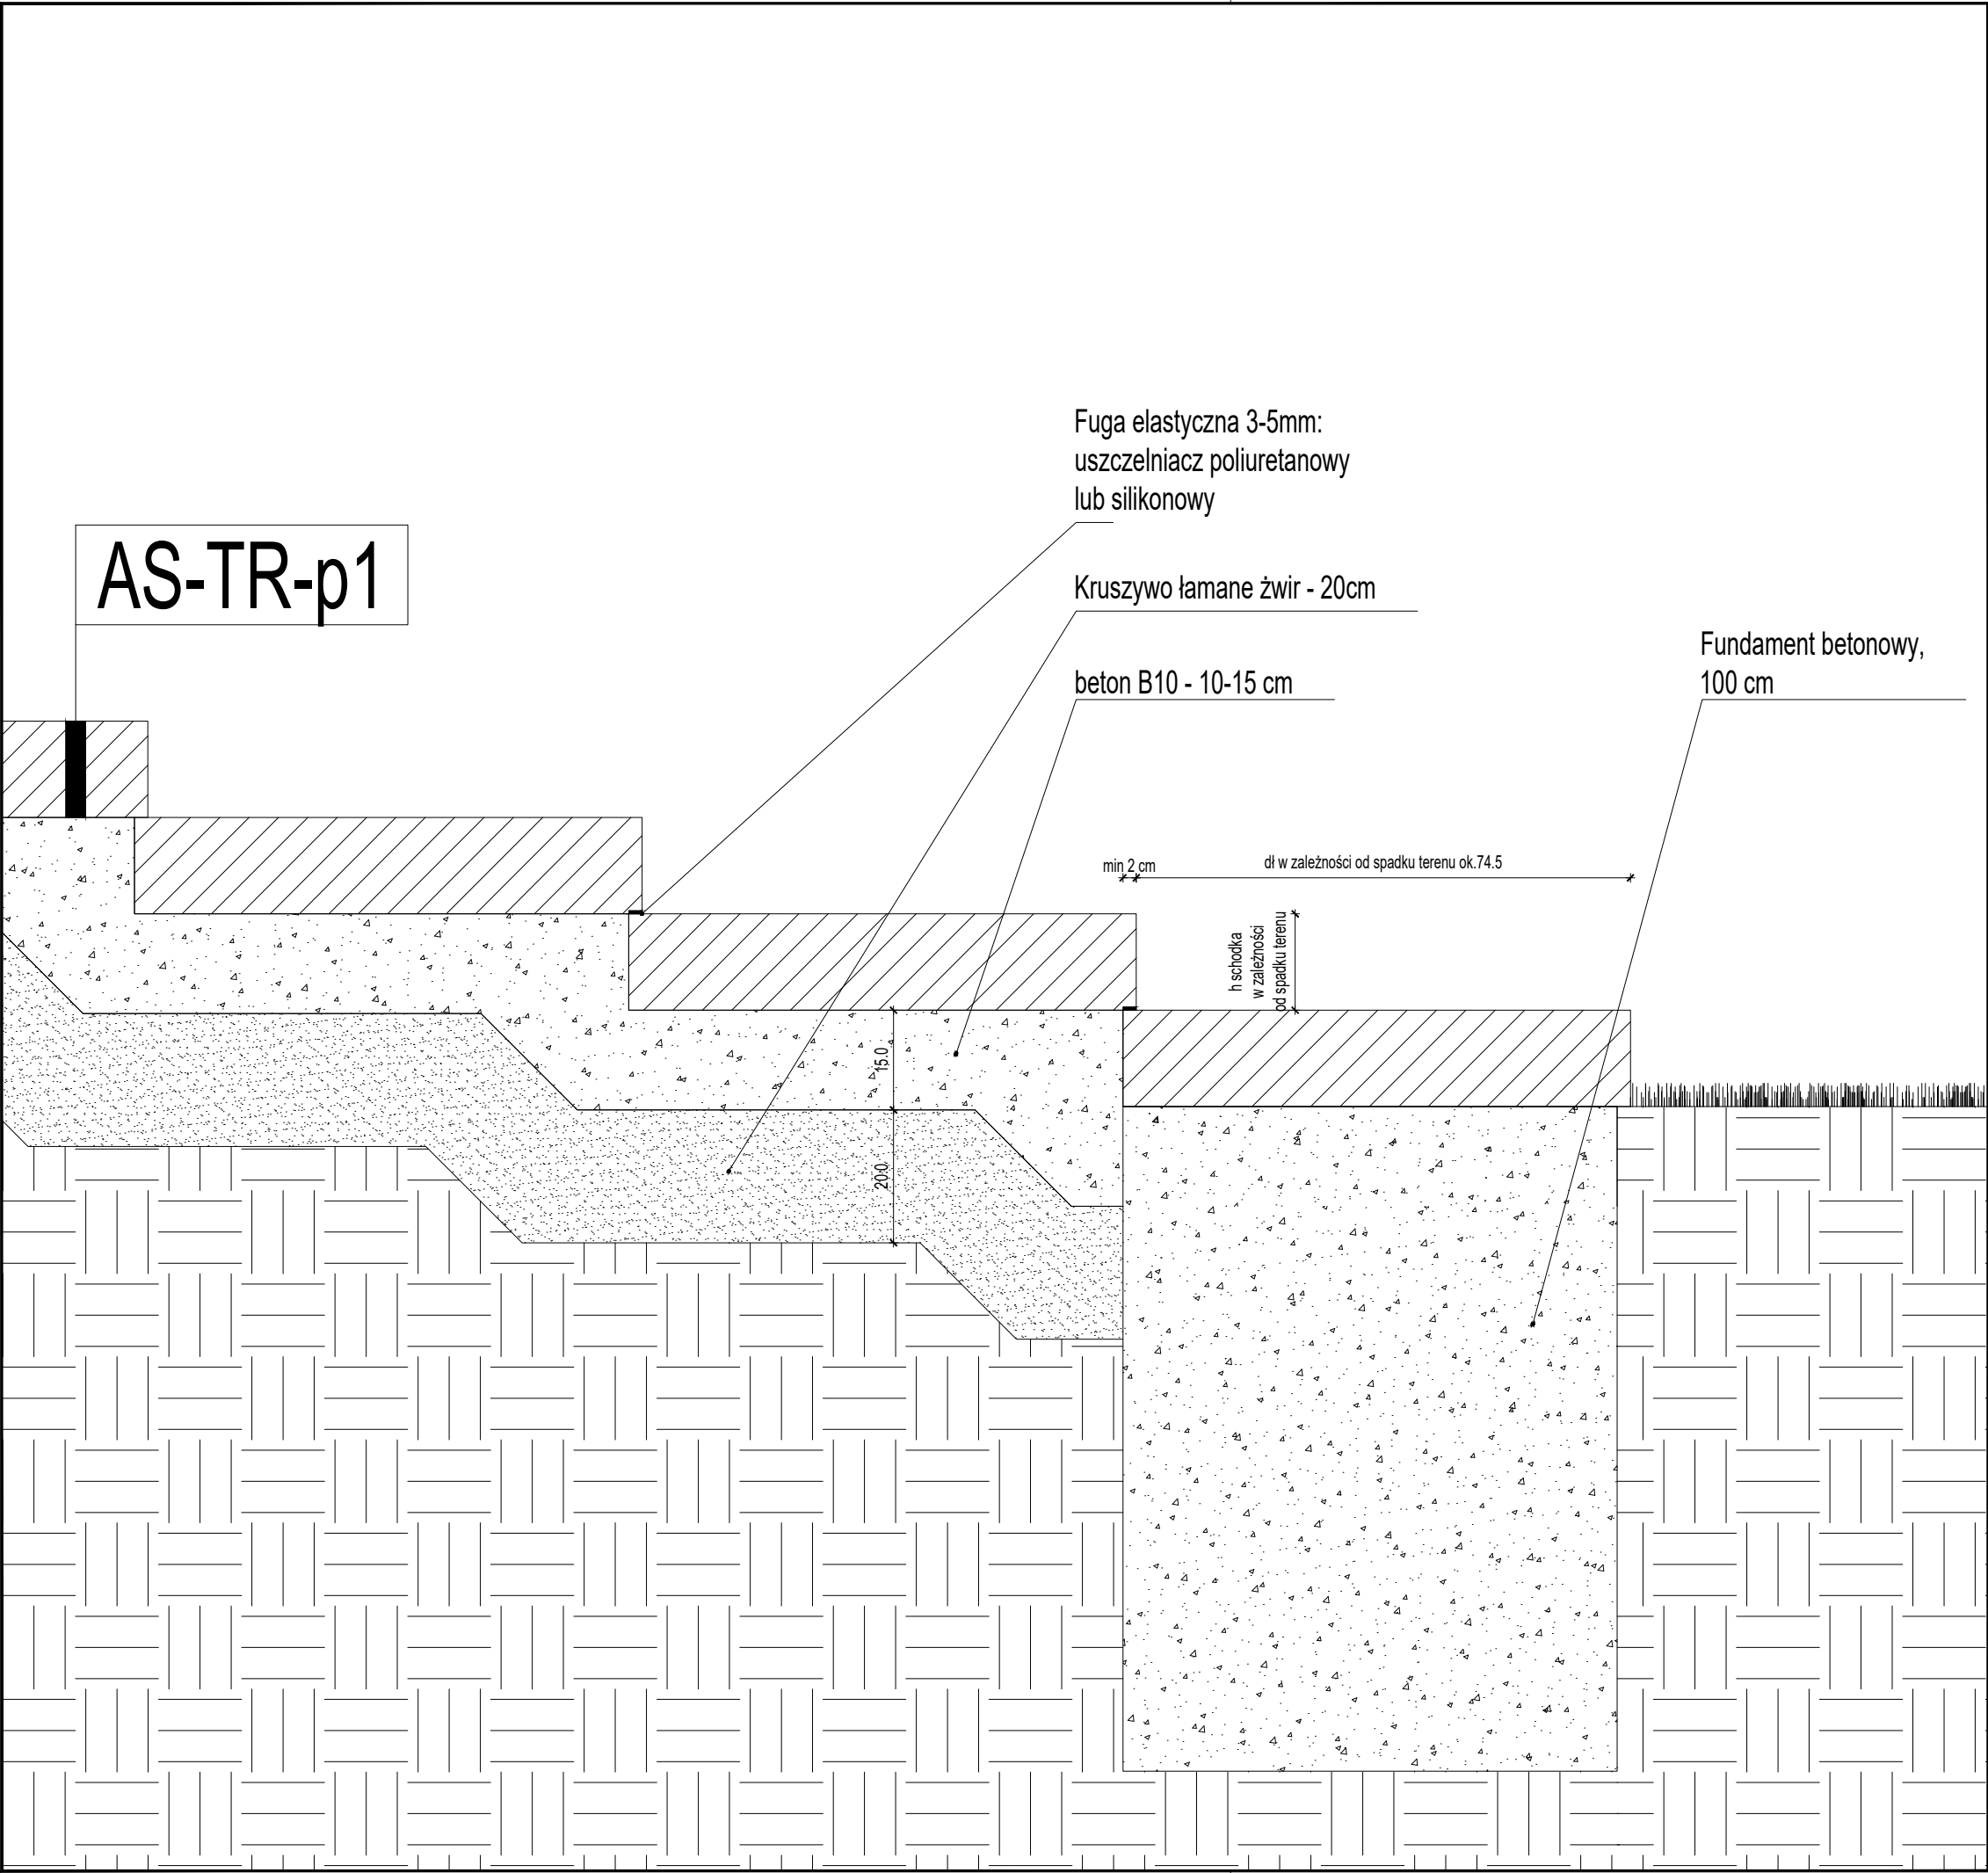 Fuga elastyczna 3-5mm:
uszczelniacz poliuretanowy
lub silikonowy
AS-TR-p1
Kruszywo łamane żwir - 20cm
Fundament betonowy,
100 cm
beton B10 - 10-15 cm
min 2 cm
dł w zależności od spadku terenu ok.74.5
h schodka
w zależności
od spadku terenu
15.0
20.0